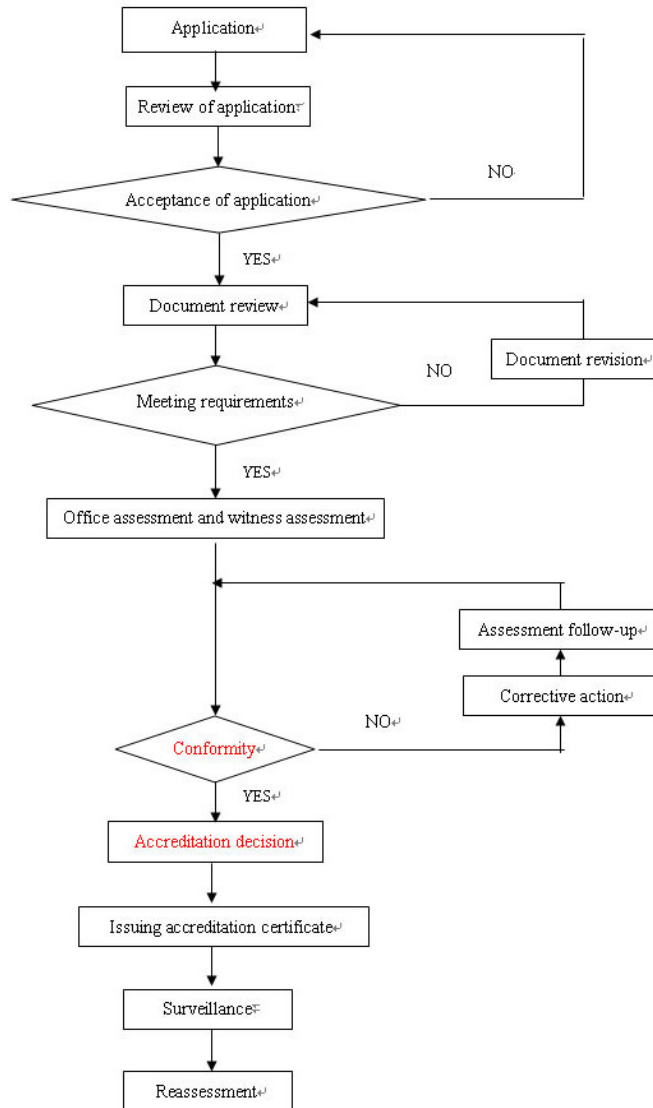 Application
Review of application
Acceptance of application
NO
YES
Document review
Document revision
NO
Meeting requirements
YES
Office assessment and witness assessment
Assessment follow-up
Corrective action
NO
Conformity
YES
Accreditation decision
Issuing accreditation certificate
Surveillance
Reassessment